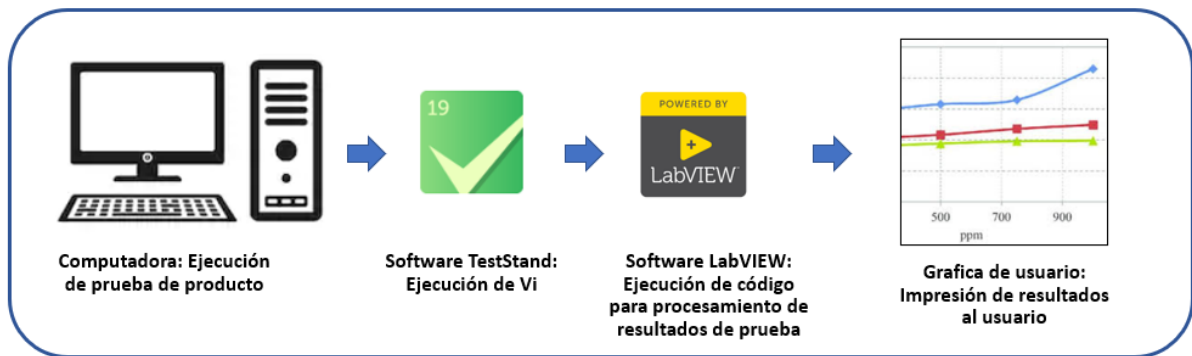 19
POWERED BY
LabVIEW™
500
700
900
ppm
Computadora: Ejecución
de prueba de producto
Software TestStand:
Ejecución de Vi
Software LabVIEW:
Ejecución de código
para procesamiento de
resultados de prueba
Grafica de usuario:
Impresión de resultados
al usuario